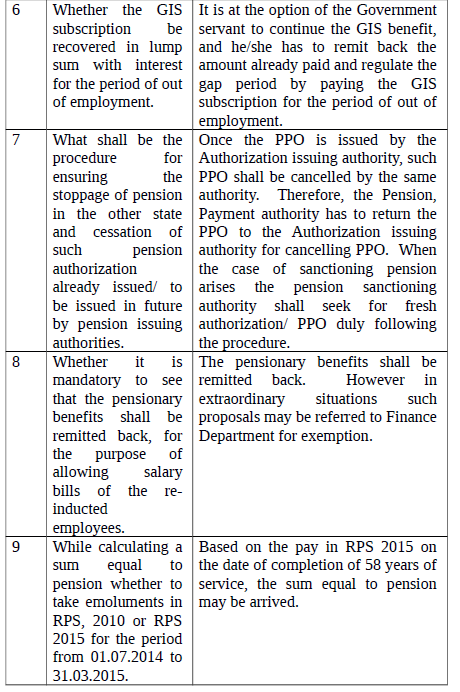 6
Whether the GIS
subscription be
recovered in lump
sum with interest
for the period of out
of employment.
It is at the option of the Government
servant to continue the GIS benefit,
and he/she has to remit back the
amount already paid and regulate the
gap period by paying the GIS
subscription for the period of out of
employment.
7
What shall be the
procedure for
ensuring the
stoppage of pension
in the other state
and cessation of
such pension
authorization
already issued/ to
be issued in future
by pension issuing
authorities.
Once the PPO is issued by the
Authorization issuing authority, such
PPO shall be cancelled by the same
authority. Therefore, the Pension,
Payment authority has to return the
PPO to the Authorization issuing
authority for cancelling PPO. When
the case of sanctioning pension
arises the pension sanctioning
authority shall seek for fresh
authorization/ PPO duly following
the procedure.
8
Whether it is
mandatory to see
that the pensionary
benefits shall be
remitted back, for
the purpose of
allowing salary
bills of the re-
inducted
employees.
The pensionary benefits shall be
remitted back. However in
extraordinary situations such
proposals may be referred to Finance
Department for exemption.
9
While calculating a
sum equal to
pension whether to
take emoluments in
RPS, 2010 or RPS
2015 for the period
from 01.07.2014 to
31.03.2015.
Based on the pay in RPS 2015 on
the date of completion of 58 years of
service, the sum equal to pension
may be arrived.